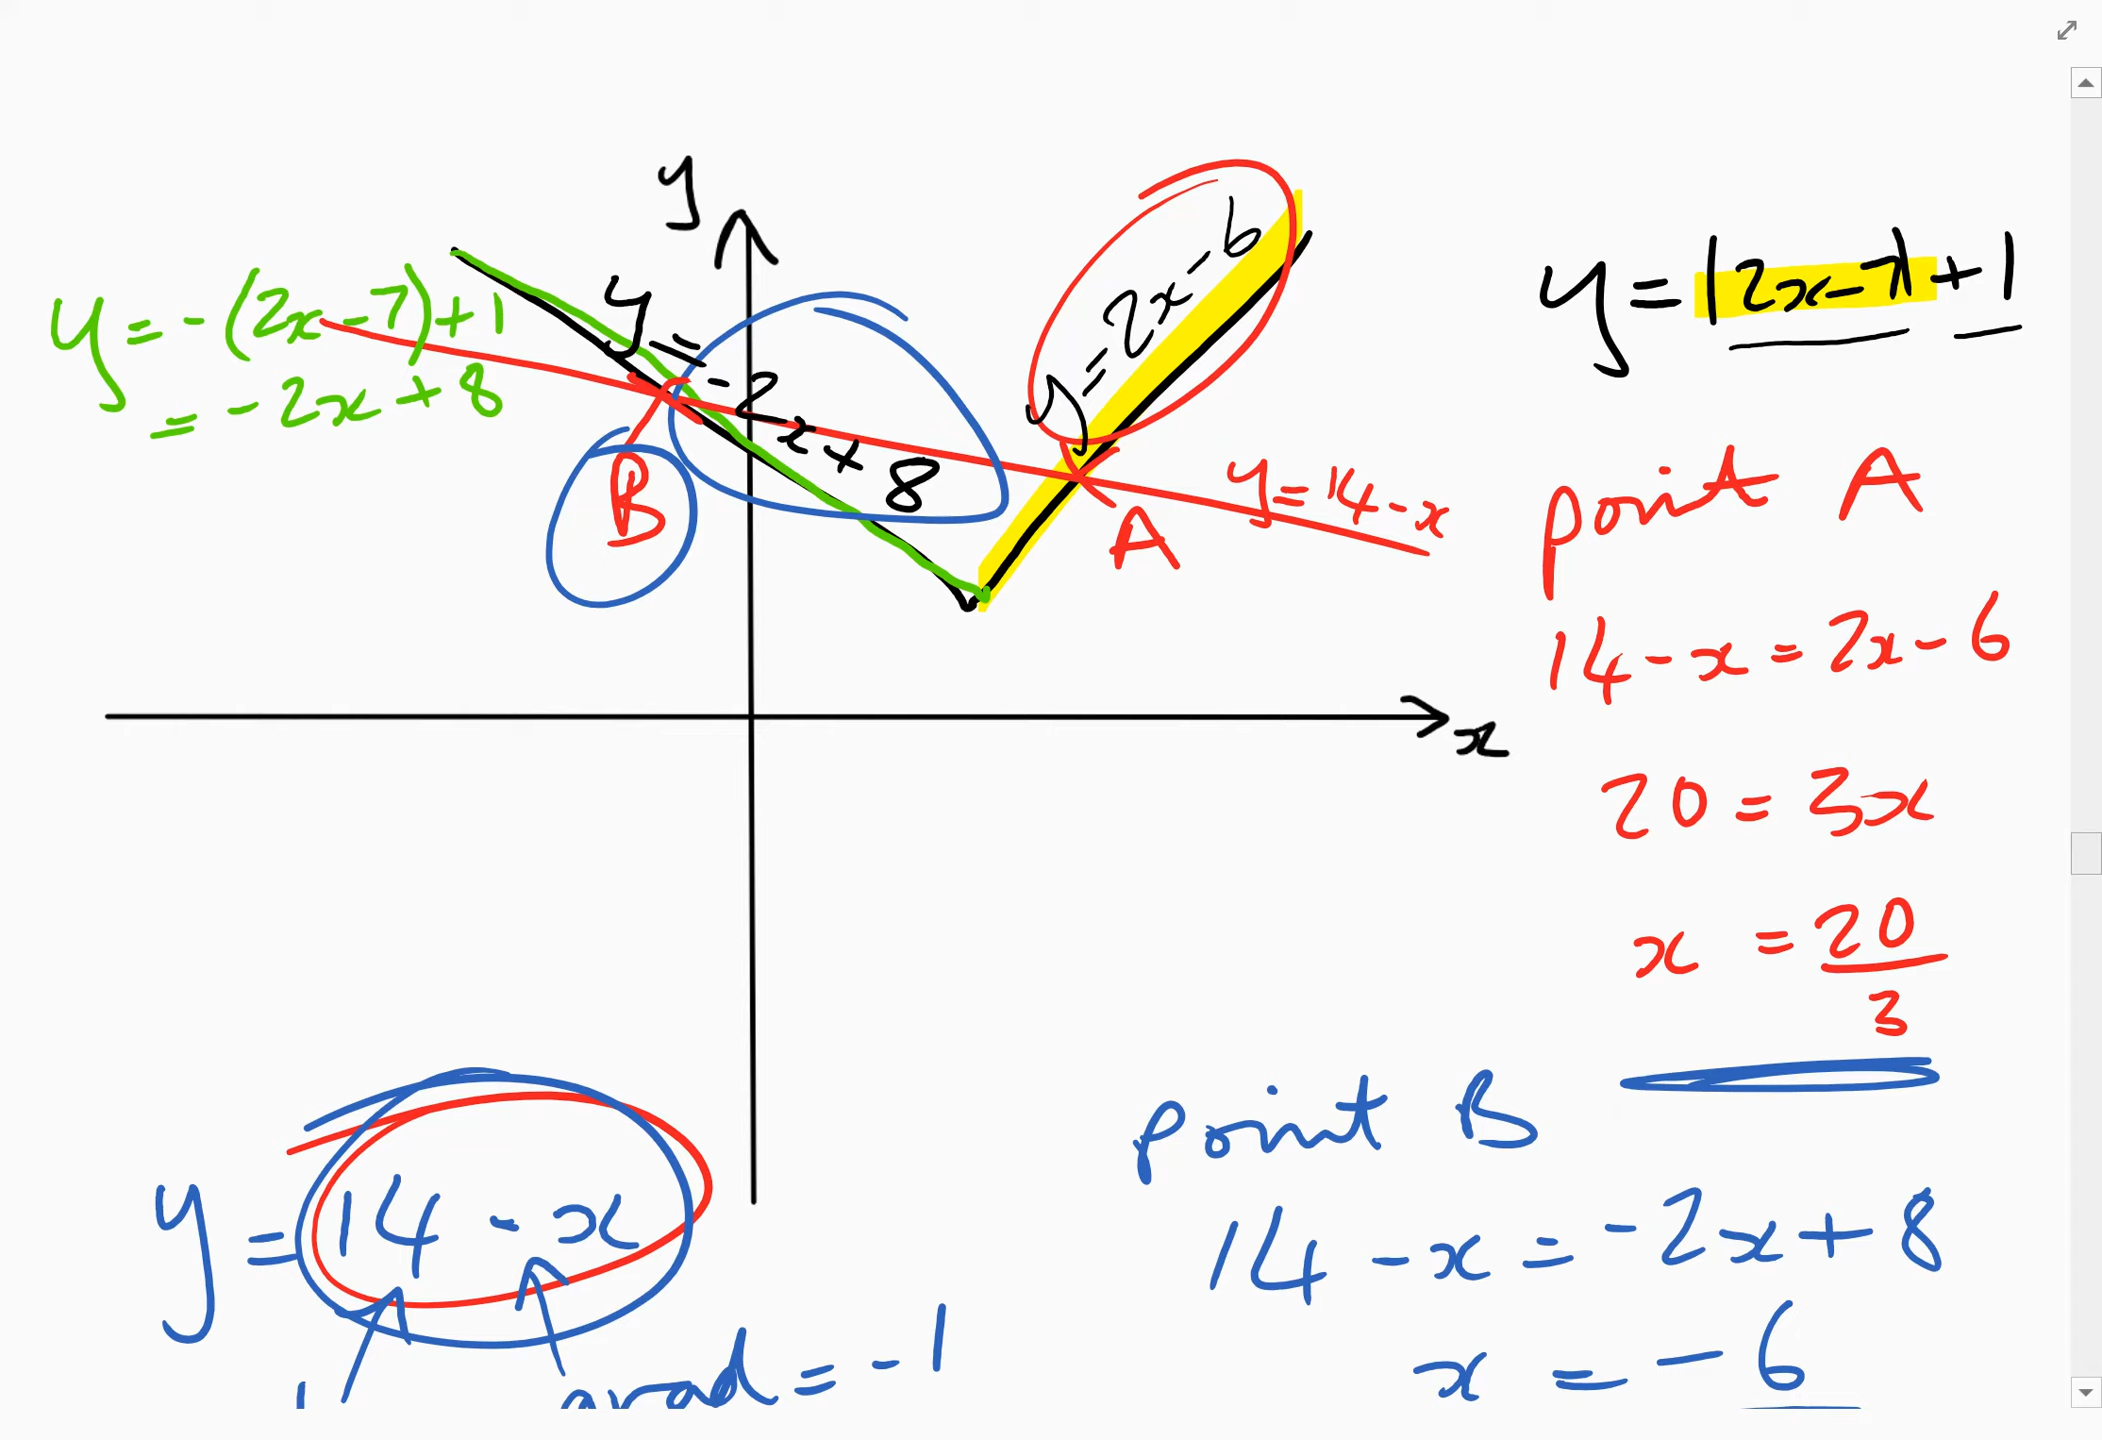 y
y = -(2x-7)+1
= -2x+8
y = -2x+8
y = 2x-6
y = |2x-7|+1
B
A
y = 14-x
x
point A
14-x = 2x-6
20 = 3x
x = 20/3
point B
14-x = -2x+8
x = -6
y = 14-x
grad = -1